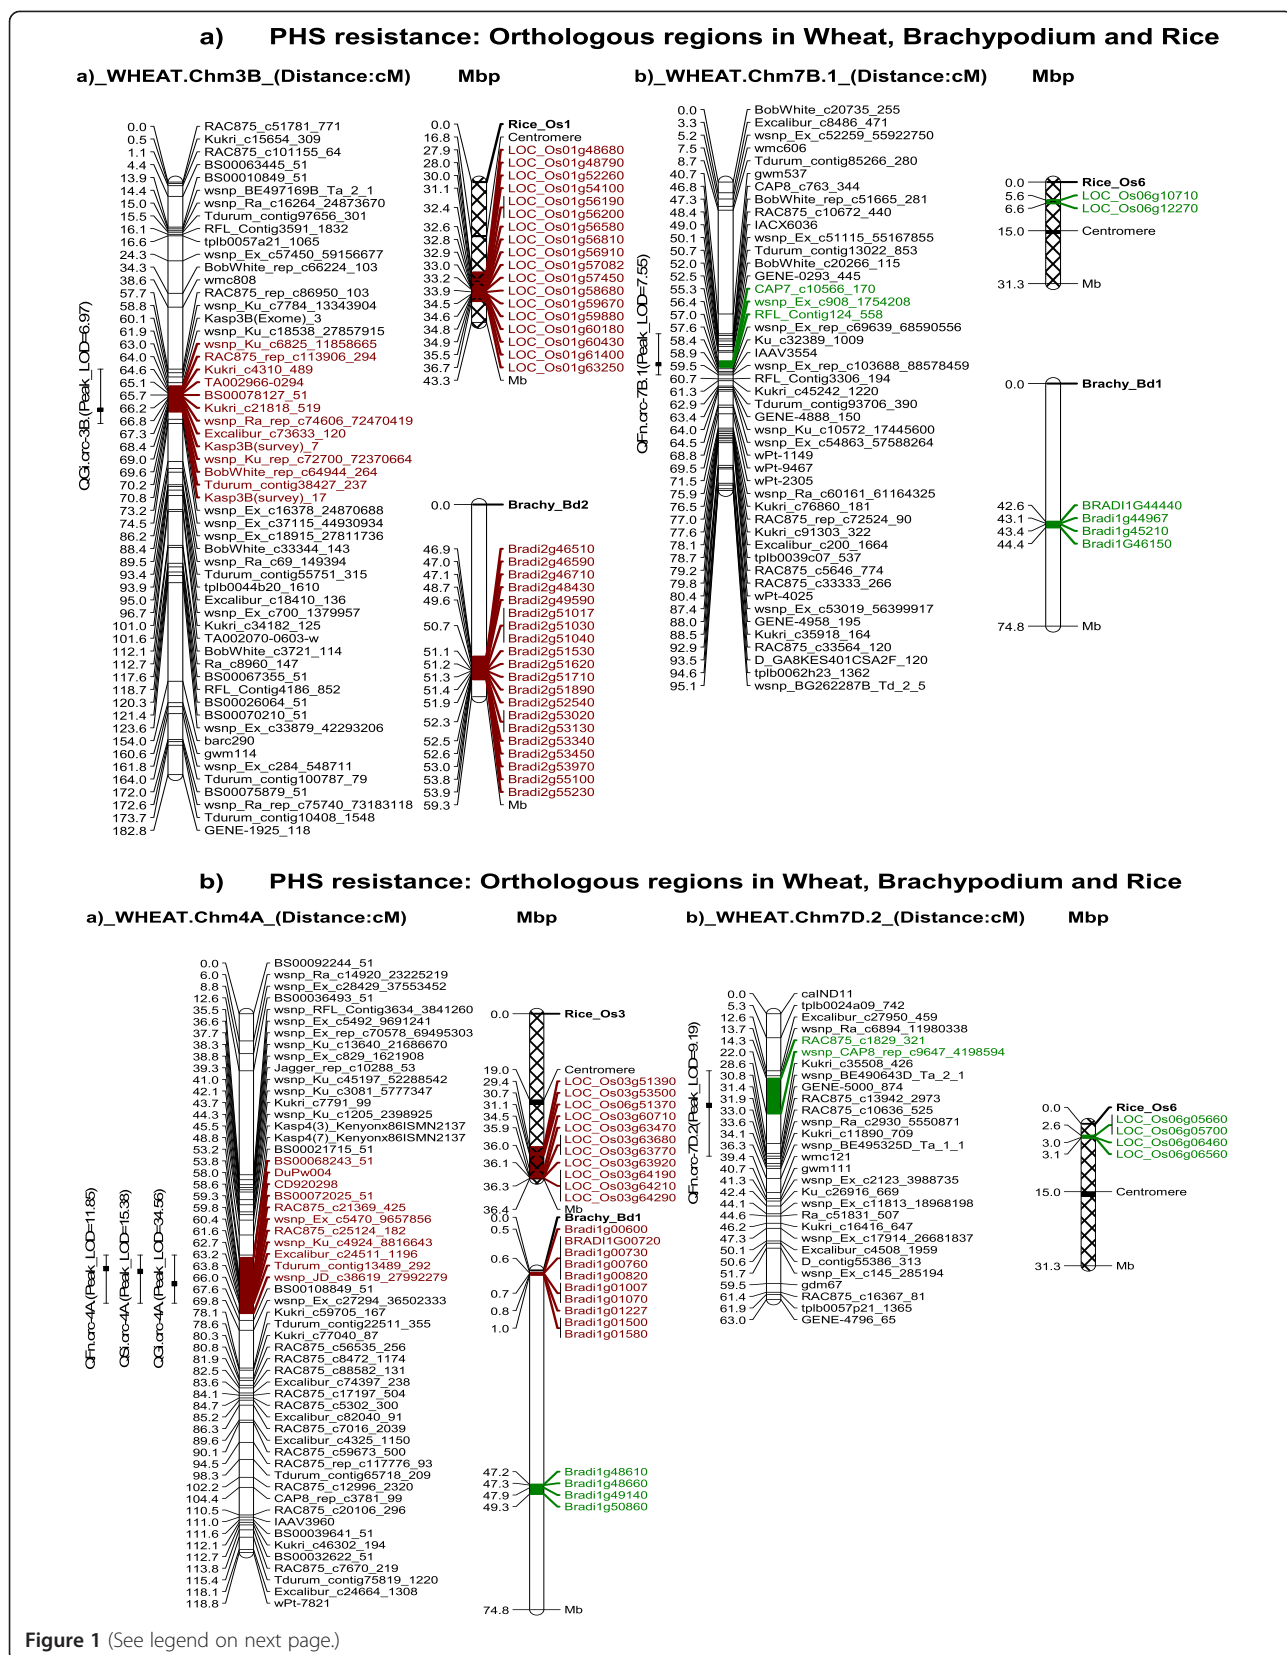 a) PHS resistance: Orthologous regions in Wheat, Brachypodium and Rice
a)_WHEAT.Chm3B_(Distance:cM) Mbp
QGi.crc-3B.(Peak_LOD=6.97)
0.0 RAC875_c51781_771
0.5 Kukri_c15654_309
1.1 RAC875_c101155_64
4.4 BS00063445_51
13.9 BS00010849_51
14.4 wsnp_BE497169B_Ta_2_1
15.0 wsnp_Ra_c16264_24873670
15.5 Tdurum_contig97656_301
16.1 RFL_Contig3591_1832
16.6 tplb0057a21_1065
24.3 wsnp_Ex_c57450_59156677
34.3 BobWhite_rep_c66224_103
38.6 wmc808
57.7 RAC875_rep_c86950_103
58.8 wsnp_Ku_c7784_13343904
60.1 Kasp3B(Exome)_3
61.9 wsnp_Ku_c18538_27857915
63.0 wsnp_Ku_c6825_11858665
64.0 RAC875_rep_c113906_294
64.6 Kukri_c4310_489
65.1 TA002966-0294
65.7 BS00078127_51
66.2 Kukri_c21818_519
66.8 wsnp_Ra_rep_c74606_72470419
67.3 Excalibur_c73633_120
68.4 Kasp3B(survey)_7
69.0 wsnp_Ku_rep_c72700_72370664
69.6 BobWhite_rep_c64944_264
70.2 Tdurum_contig38427_237
70.8 Kasp3B(survey)_17
73.2 wsnp_Ex_c16378_24870688
74.5 wsnp_Ex_c37115_44930934
86.2 wsnp_Ex_c18915_27811736
88.4 BobWhite_c33344_143
89.5 wsnp_Ra_c69_149394
93.4 Tdurum_contig55751_315
93.9 tplb0044b20_1610
95.0 Excalibur_c18410_136
96.7 wsnp_Ex_c700_1379957
101.0 Kukri_c34182_125
101.6 TA002070-0603-w
112.1 BobWhite_c3721_114
112.7 Ra_c8960_147
117.6 BS00067355_51
118.7 RFL_Contig4186_852
120.3 BS00026064_51
121.4 BS00070210_51
123.6 wsnp_Ex_c33879_42293206
154.0 barc290
160.6 gwm114
161.8 wsnp_Ex_c284_548711
164.0 Tdurum_contig100787_79
172.0 BS00075879_51
172.6 wsnp_Ra_rep_c75740_73183118
173.7 Tdurum_contig10408_1548
182.8 GENE-1925_118
0.0 Rice_Os1
16.8 Centromere
27.9 LOC_Os01g48680
28.0 LOC_Os01g48790
30.0 LOC_Os01g52260
31.1 LOC_Os01g54100
LOC_Os01g56190
32.4 LOC_Os01g56200
32.6 LOC_Os01g56580
32.8 LOC_Os01g56810
32.9 LOC_Os01g56910
33.0 LOC_Os01g57082
33.2 LOC_Os01g57450
33.9 LOC_Os01g58680
34.5 LOC_Os01g59670
34.6 LOC_Os01g59880
34.8 LOC_Os01g60180
34.9 LOC_Os01g60430
35.5 LOC_Os01g61400
36.7 LOC_Os01g63250
43.3 Mb
0.0 Brachy_Bd2
46.9 Bradi2g46510
47.0 Bradi2g46590
47.1 Bradi2g46710
48.7 Bradi2g48430
49.6 Bradi2g49590
Bradi2g51017
50.7 Bradi2g51030
Bradi2g51040
51.1 Bradi2g51530
51.2 Bradi2g51620
51.3 Bradi2g51710
51.4 Bradi2g51890
51.9 Bradi2g52540
52.3 Bradi2g53020
Bradi2g53130
52.5 Bradi2g53340
52.6 Bradi2g53450
53.0 Bradi2g53970
53.8 Bradi2g55100
53.9 Bradi2g55230
59.3 Mb
b)_WHEAT.Chm7B.1_(Distance:cM) Mbp
QFn.crc-7B.1(Peak_LOD=7.55)
0.0 BobWhite_c20735_255
3.3 Excalibur_c8486_471
5.2 wsnp_Ex_c52259_55922750
7.5 wmc606
8.7 Tdurum_contig85266_280
40.7 gwm537
46.8 CAP8_c763_344
47.3 BobWhite_rep_c51665_281
48.4 RAC875_c10672_440
49.0 IACX6036
50.1 wsnp_Ex_c51115_55167855
50.7 Tdurum_contig13022_853
52.0 BobWhite_c20266_115
52.5 GENE-0293_445
55.3 CAP7_c10566_170
56.4 wsnp_Ex_c908_1754208
57.0 RFL_Contig124_558
57.6 wsnp_Ex_rep_c69639_68590556
58.4 Ku_c32389_1009
58.9 IAAV3554
59.5 wsnp_Ex_rep_c103688_88578459
60.7 RFL_Contig3306_194
61.3 Kukri_c45242_1220
62.9 Tdurum_contig93706_390
63.4 GENE-4888_150
64.0 wsnp_Ku_c10572_17445600
64.5 wsnp_Ex_c54863_57588264
68.8 wPt-1149
69.5 wPt-9467
71.5 wPt-2305
75.9 wsnp_Ra_c60161_61164325
76.5 Kukri_c76860_181
77.0 RAC875_rep_c72524_90
77.6 Kukri_c91303_322
78.1 Excalibur_c200_1664
78.7 tplb0039c07_537
79.2 RAC875_c5646_774
79.8 RAC875_c33333_266
80.4 wPt-4025
87.4 wsnp_Ex_c53019_56399917
88.0 GENE-4958_195
88.5 Kukri_c35918_164
92.9 RAC875_c33564_120
93.5 D_GA8KES401CSA2F_120
94.6 tplb0062h23_1362
95.1 wsnp_BG262287B_Td_2_5
0.0 Rice_Os6
5.6 LOC_Os06g10710
6.6 LOC_Os06g12270
15.0 Centromere
31.3 Mb
0.0 Brachy_Bd1
42.6 BRADI1G44440
43.1 Bradi1g44967
43.4 Bradi1g45210
44.4 Bradi1G46150
74.8 Mb
b) PHS resistance: Orthologous regions in Wheat, Brachypodium and Rice
a)_WHEAT.Chm4A_(Distance:cM) Mbp
QFn.crc-4A(Peak_LOD=11.85)
QSi.crc-4A(Peak_LOD=15.38)
QGi.crc-4A(Peak_LOD=34.56)
0.0 BS00092244_51
6.0 wsnp_Ra_c14920_23225219
8.8 wsnp_Ex_c28429_37553452
12.6 BS00036493_51
35.5 wsnp_RFL_Contig3634_3841260
36.6 wsnp_Ex_c5492_9691241
37.7 wsnp_Ex_rep_c70578_69495303
38.3 wsnp_Ku_c13640_21686670
38.8 wsnp_Ex_c829_1621908
39.3 Jagger_rep_c10288_53
41.0 wsnp_Ku_c45197_52288542
42.1 wsnp_Ku_c3081_5777347
43.7 Kukri_c7791_99
44.3 wsnp_Ku_c1205_2398925
45.5 Kasp4(3)_Kenyonx86ISMN2137
48.8 Kasp4(7)_Kenyonx86ISMN2137
53.2 BS00021715_51
53.8 BS00068243_51
58.0 DuPw004
58.6 CD920298
59.3 BS00072025_51
59.8 RAC875_c21369_425
60.4 wsnp_Ex_c5470_9657856
61.6 RAC875_c25124_182
62.7 wsnp_Ku_c4924_8816643
63.2 Excalibur_c24511_1196
63.8 Tdurum_contig13489_292
66.0 wsnp_JD_c38619_27992279
67.6 BS00108849_51
69.8 wsnp_Ex_c27294_36502333
78.1 Kukri_c59705_167
78.6 Tdurum_contig22511_355
80.3 Kukri_c77040_87
80.8 RAC875_c56535_256
81.9 RAC875_c8472_1174
82.5 RAC875_c88582_131
83.6 Excalibur_c74397_238
84.1 RAC875_c17197_504
84.7 RAC875_c5302_300
85.2 Excalibur_c82040_91
86.3 RAC875_c7016_2039
89.6 Excalibur_c4325_1150
90.1 RAC875_c59673_500
94.5 RAC875_rep_c117776_93
98.3 Tdurum_contig65718_209
102.2 RAC875_c12996_2320
104.4 CAP8_rep_c3781_99
110.5 RAC875_c20106_296
111.0 IAAV3960
111.6 BS00039641_51
112.1 Kukri_c46302_194
112.7 BS00032622_51
113.8 RAC875_c7670_219
115.4 Tdurum_contig75819_1220
118.1 Excalibur_c24664_1308
118.8 wPt-7821
0.0 Rice_Os3
19.0 Centromere
29.4 LOC_Os03g51390
30.7 LOC_Os03g53500
31.1 LOC_Os06g51370
34.5 LOC_Os03g60710
35.9 LOC_Os03g63470
36.0 LOC_Os03g63680
LOC_Os03g63770
36.1 LOC_Os03g63920
LOC_Os03g64190
36.3 LOC_Os03g64210
LOC_Os03g64290
36.4 Mb
0.0 Brachy_Bd1
0.5 Bradi1g00600
BRADI1G00720
0.6 Bradi1g00730
Bradi1g00760
Bradi1g00820
0.7 Bradi1g01007
Bradi1g01070
0.8 Bradi1g01227
1.0 Bradi1g01500
Bradi1g01580
47.2 Bradi1g48610
47.3 Bradi1g48660
47.9 Bradi1g49140
49.3 Bradi1g50860
74.8 Mb
b)_WHEAT.Chm7D.2_(Distance:cM) Mbp
QFn.crc-7D.2(Peak_LOD=9.19)
0.0 calND11
5.3 tplb0024a09_742
12.6 Excalibur_c27950_459
13.7 wsnp_Ra_c6894_11980338
14.3 RAC875_c1829_321
22.0 wsnp_CAP8_rep_c9647_4198594
28.6 Kukri_c35508_426
30.8 wsnp_BE490643D_Ta_2_1
31.4 GENE-5000_874
31.9 RAC875_c13942_2973
33.0 RAC875_c10636_525
33.6 wsnp_Ra_c2930_5550871
34.1 Kukri_c11890_709
36.3 wsnp_BE495325D_Ta_1_1
39.4 wmc121
40.7 gwm111
41.3 wsnp_Ex_c2123_3988735
42.4 Ku_c26916_669
44.1 wsnp_Ex_c11813_18968198
44.6 Ra_c51831_507
46.2 Kukri_c16416_647
47.3 wsnp_Ex_c17914_26681837
50.1 Excalibur_c4508_1959
50.6 D_contig55386_313
51.7 wsnp_Ex_c145_285194
59.5 gdm67
61.4 RAC875_c16367_81
61.9 tplb0057p21_1365
63.0 GENE-4796_65
0.0 Rice_Os6
2.6 LOC_Os06g05660
LOC_Os06g05700
3.0 LOC_Os06g06460
3.1 LOC_Os06g06560
15.0 Centromere
31.3 Mb
Figure 1 (See legend on next page.)